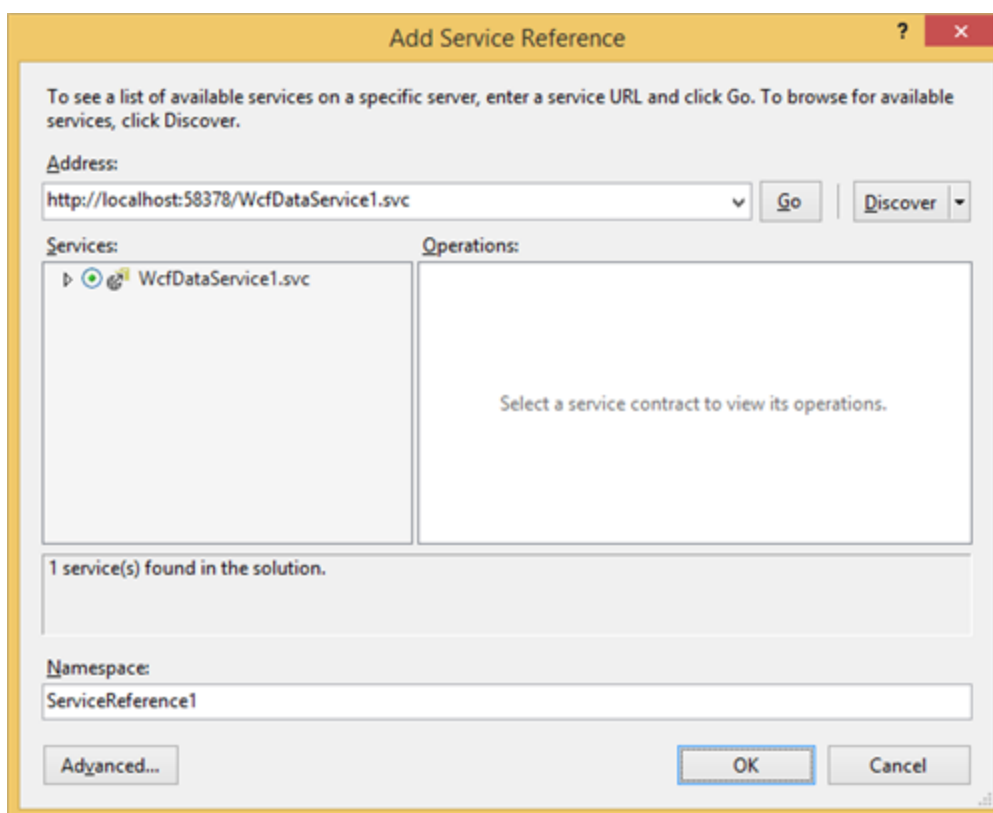 Add Service Reference
?
To see a list of available services on a specific server, enter a service URL and click Go. To browse for available
services, click Discover.
Address:
http://localhost:58378/WcfDataService1.svc
Go
Discover
Services:
Operations:
WcfDataService1.svc
Select a service contract to view its operations.
1 service(s) found in the solution.
Namespace:
ServiceReference1
Advanced...
OK
Cancel